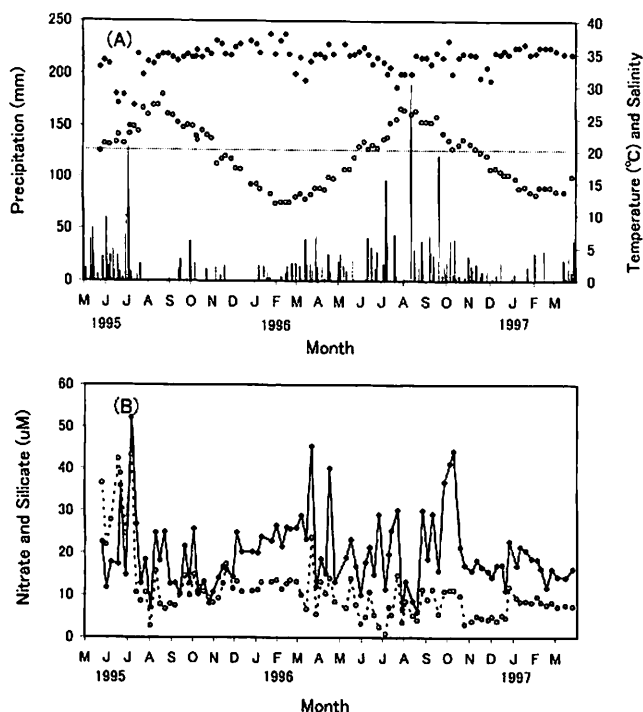 (A)
Precipitation (mm)
250
200
150
100
50
0
40
35
30
25
20
15
10
5
0
Temperature (°C) and Salinity
M J J A S O N D J F M A M J J A S O N D J F M
1995 1996 1997
Month
(B)
Nitrate and Silicate (uM)
60
50
40
30
20
10
0
M J J A S O N D J F M A M J J A S O N D J F M
1995 1996 1997
Month